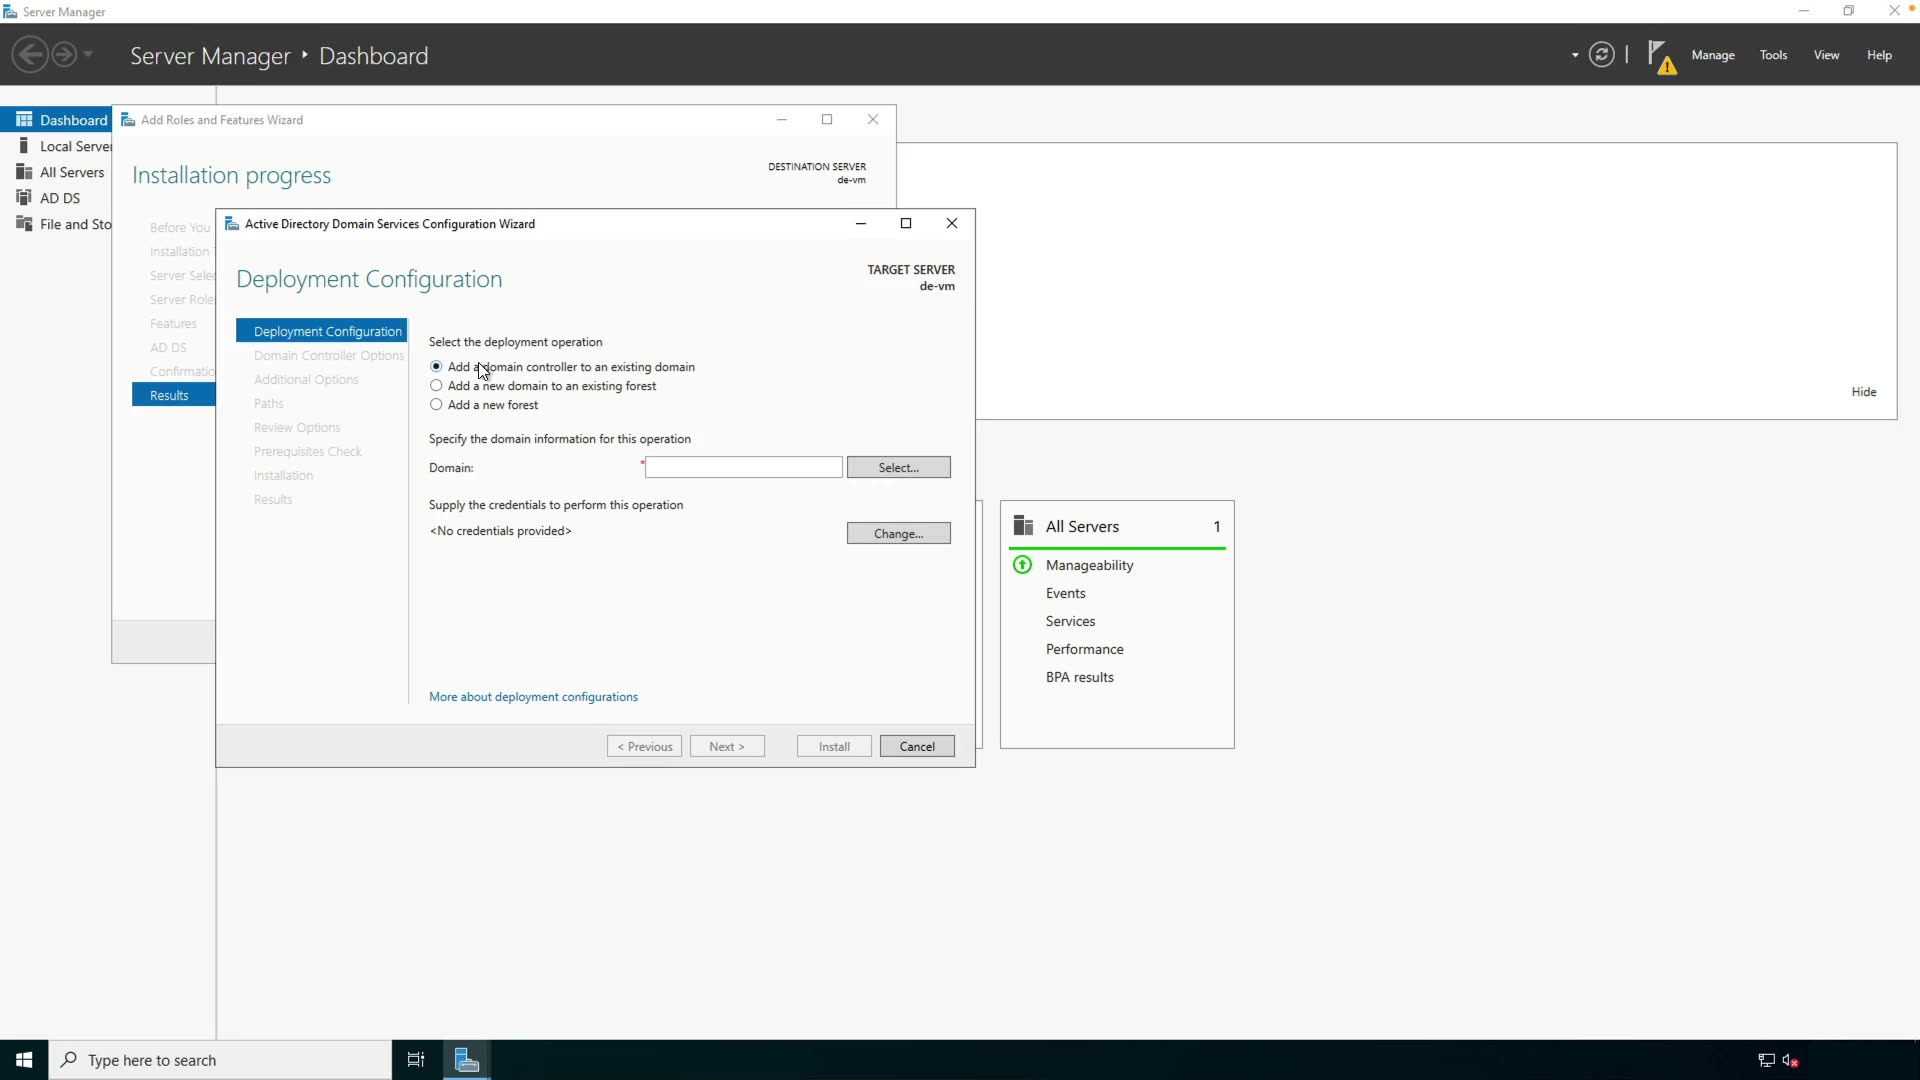 Server Manager
Server Manager ‣ Dashboard
Manage Tools View Help
Dashboard
Local Server
All Servers
AD DS
File and Sto
Add Roles and Features Wizard
Installation progress
DESTINATION SERVER
de-vm
Before You
Installation
Server Selec
Server Role
Features
AD DS
Confirmatio
Results
Active Directory Domain Services Configuration Wizard
Deployment Configuration
TARGET SERVER
de-vm
Deployment Configuration
Domain Controller Options
Additional Options
Paths
Review Options
Prerequisites Check
Installation
Results
Select the deployment operation
Add a domain controller to an existing domain
Add a new domain to an existing forest
Add a new forest
Specify the domain information for this operation
Domain: * Select...
Supply the credentials to perform this operation
<No credentials provided> Change...
More about deployment configurations
< Previous Next > Install Cancel
Hide
All Servers 1
Manageability
Events
Services
Performance
BPA results
Type here to search